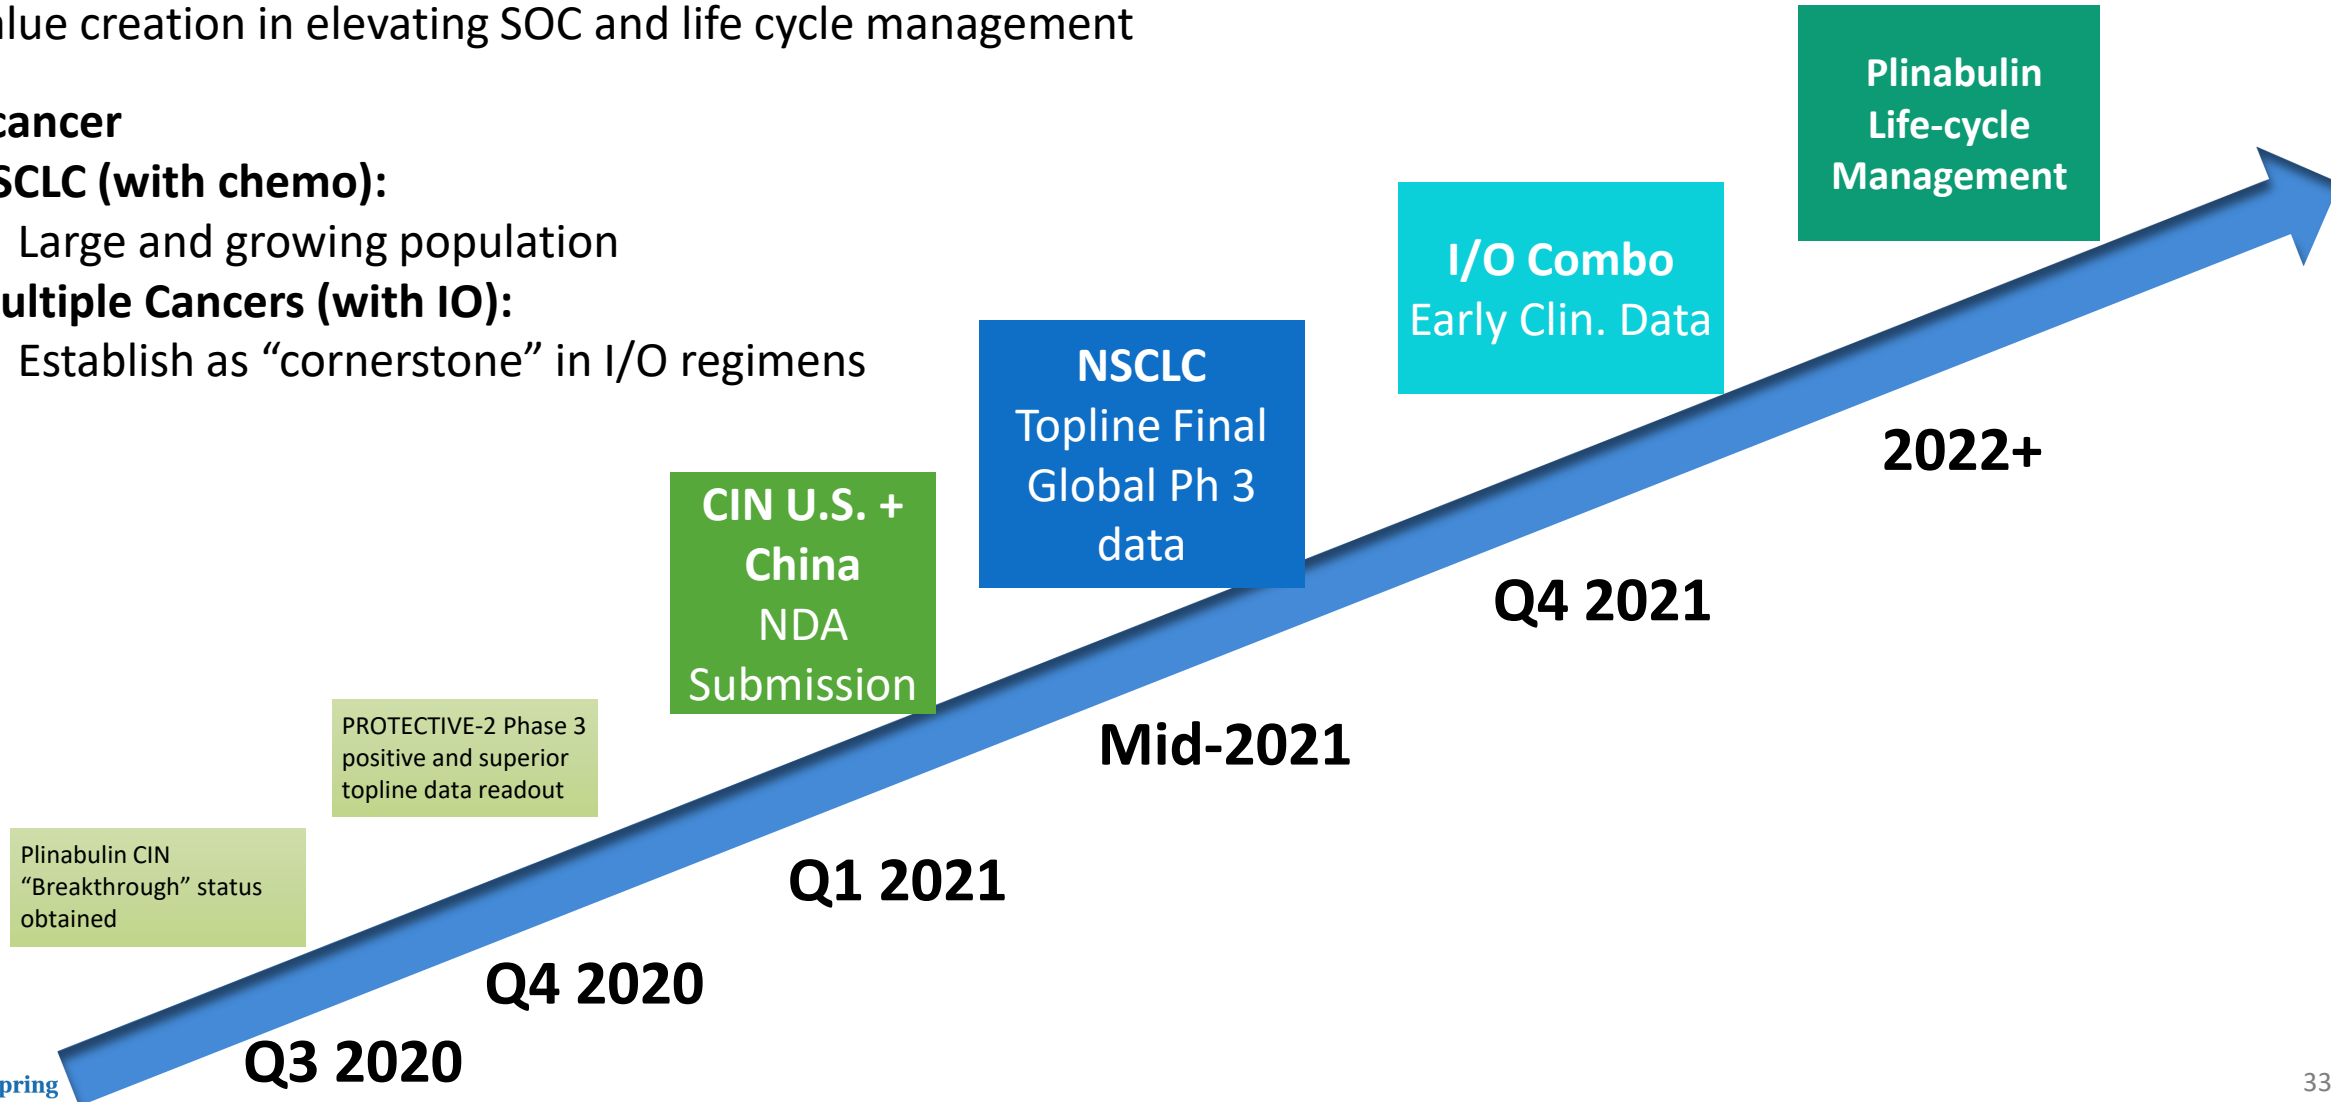 alue creation in elevating SOC and life cycle management
cancer
SCLC (with chemo):
Large and growing population
ultiple Cancers (with IO):
Establish as “cornerstone” in I/O regimens
Plinabulin
Life-cycle
Management
I/O Combo
Early Clin. Data
NSCLC
Topline Final
Global Ph 3
data
CIN U.S. +
China
NDA
Submission
PROTECTIVE-2 Phase 3
positive and superior
topline data readout
Plinabulin CIN
“Breakthrough” status
obtained
2022+
Q4 2021
Mid-2021
Q1 2021
Q4 2020
Q3 2020
pring
33